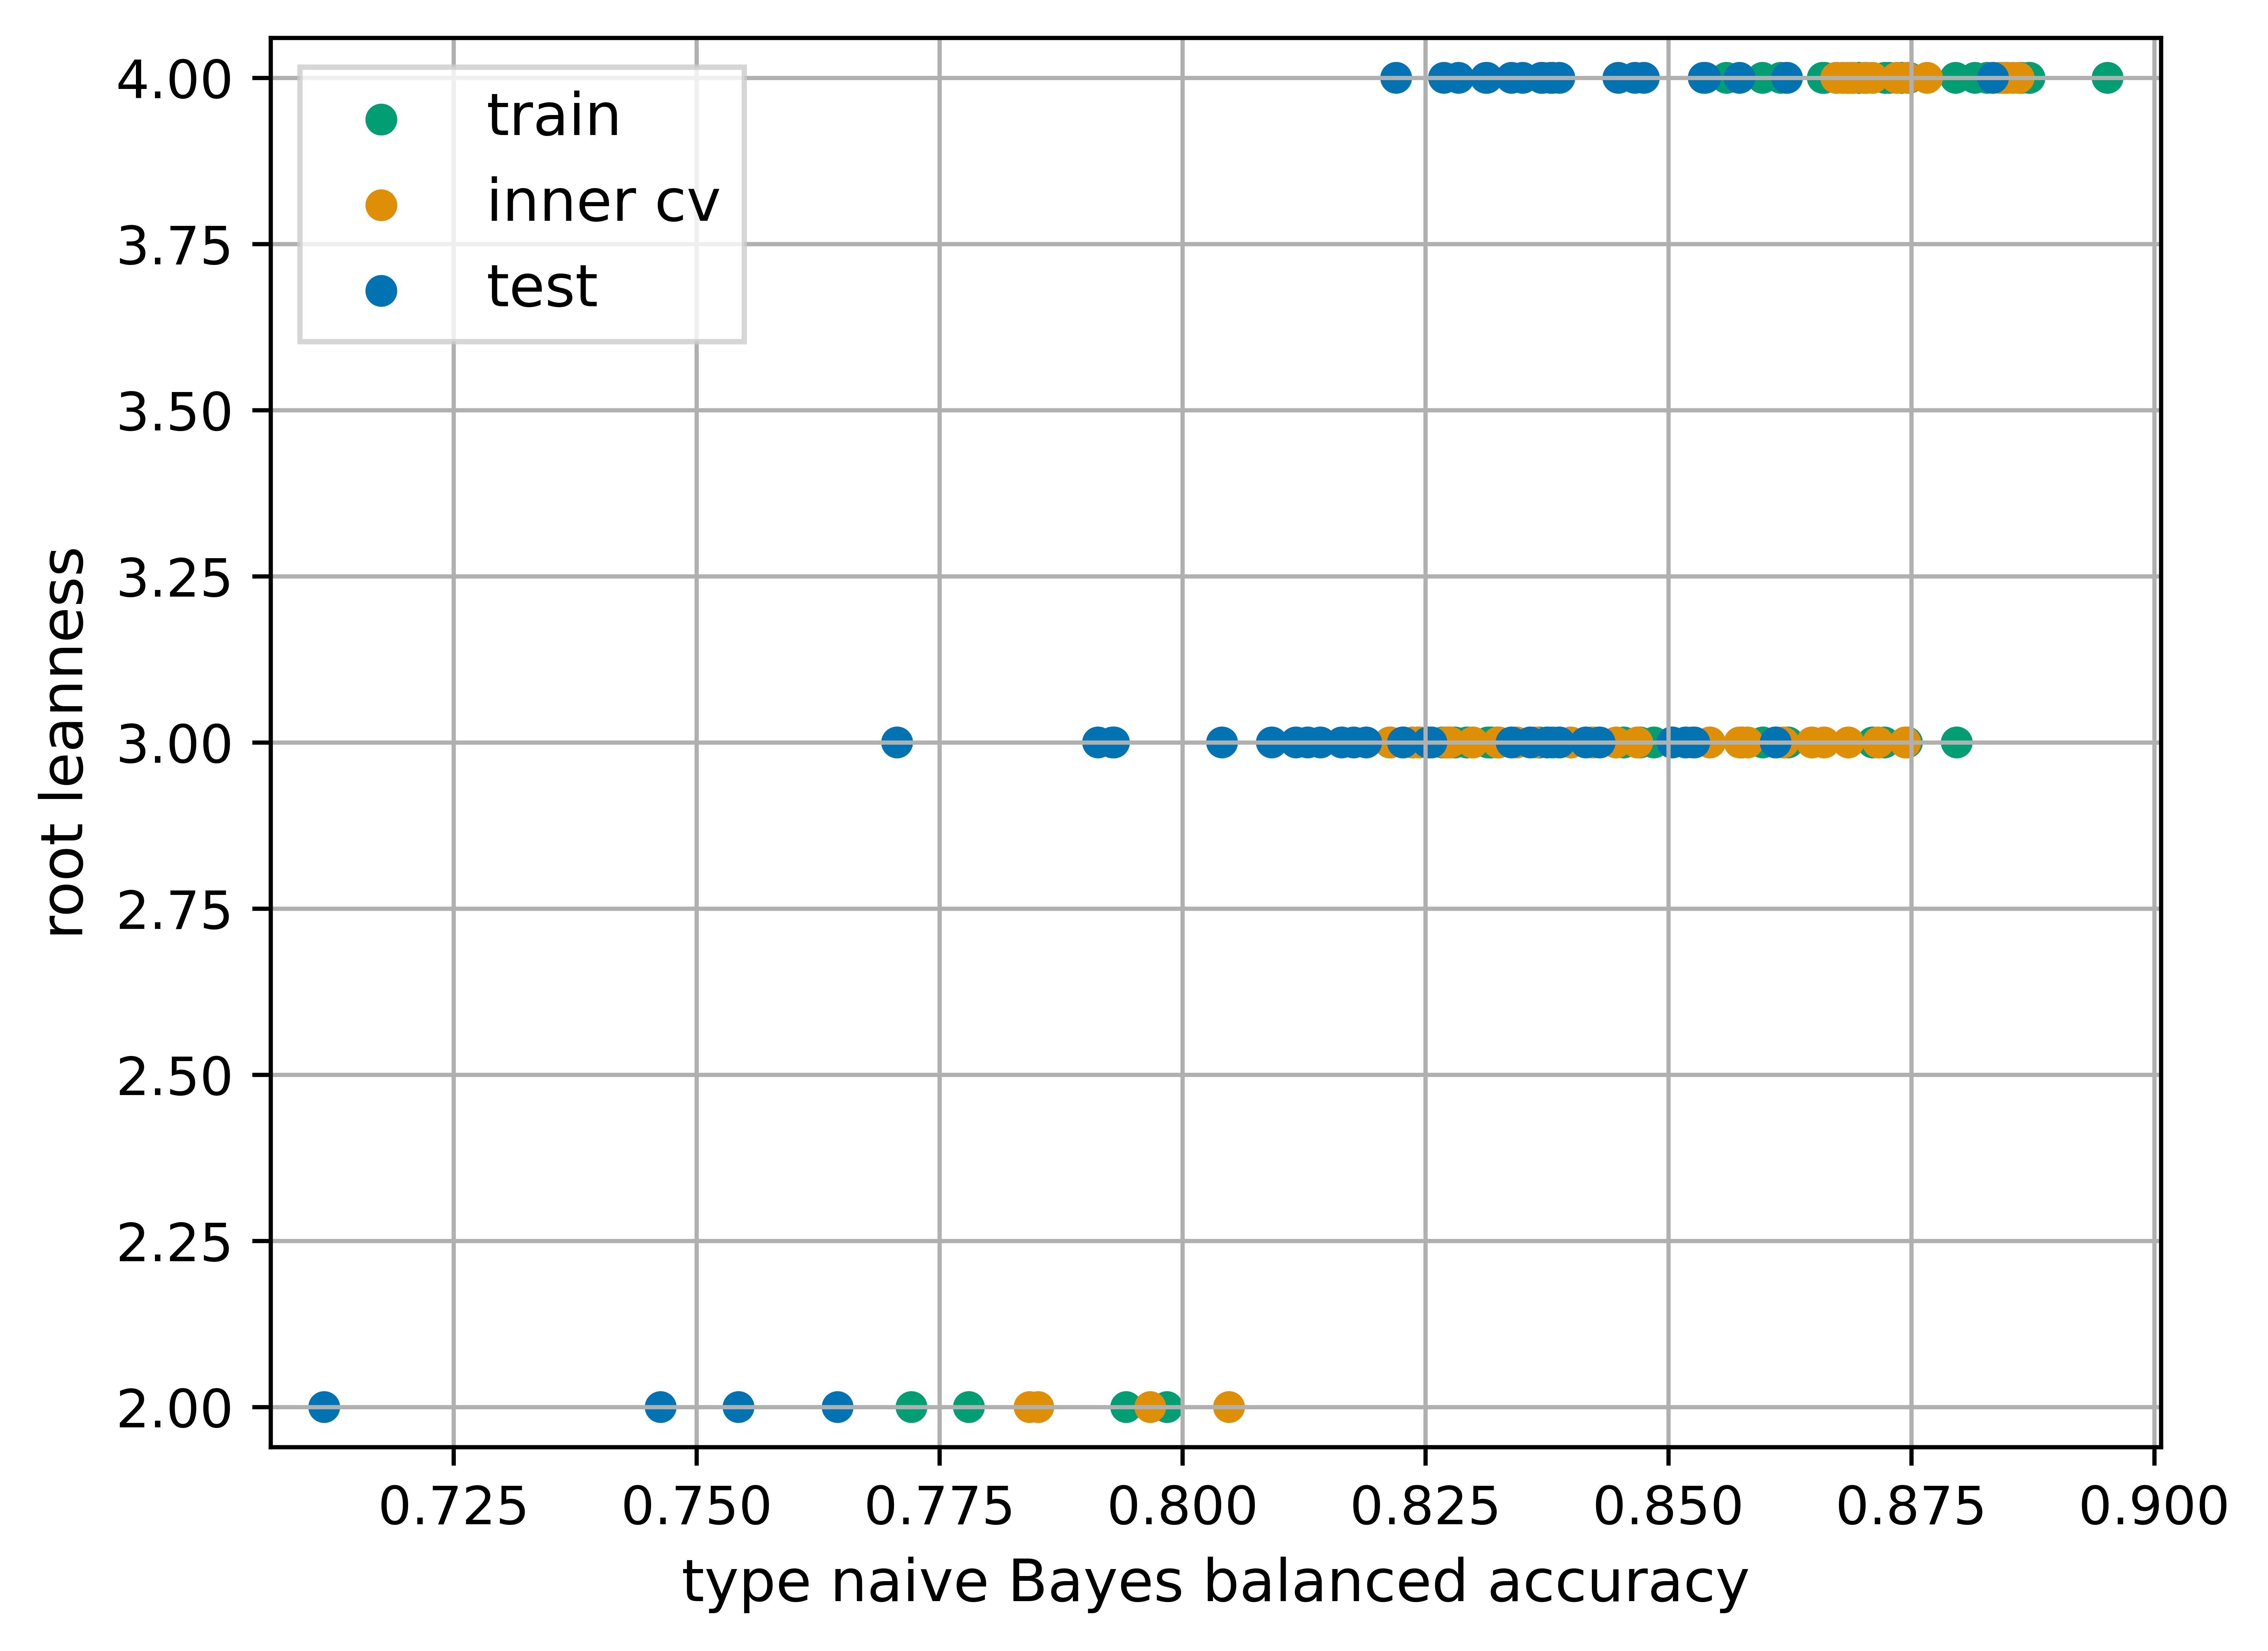 4.00
3.75
3.50
3.25
3.00
2.75
2.50
2.25
2.00
root leanness
train
inner cv
test
0.725 0.750 0.775 0.800 0.825 0.850 0.875 0.900
type naive Bayes balanced accuracy